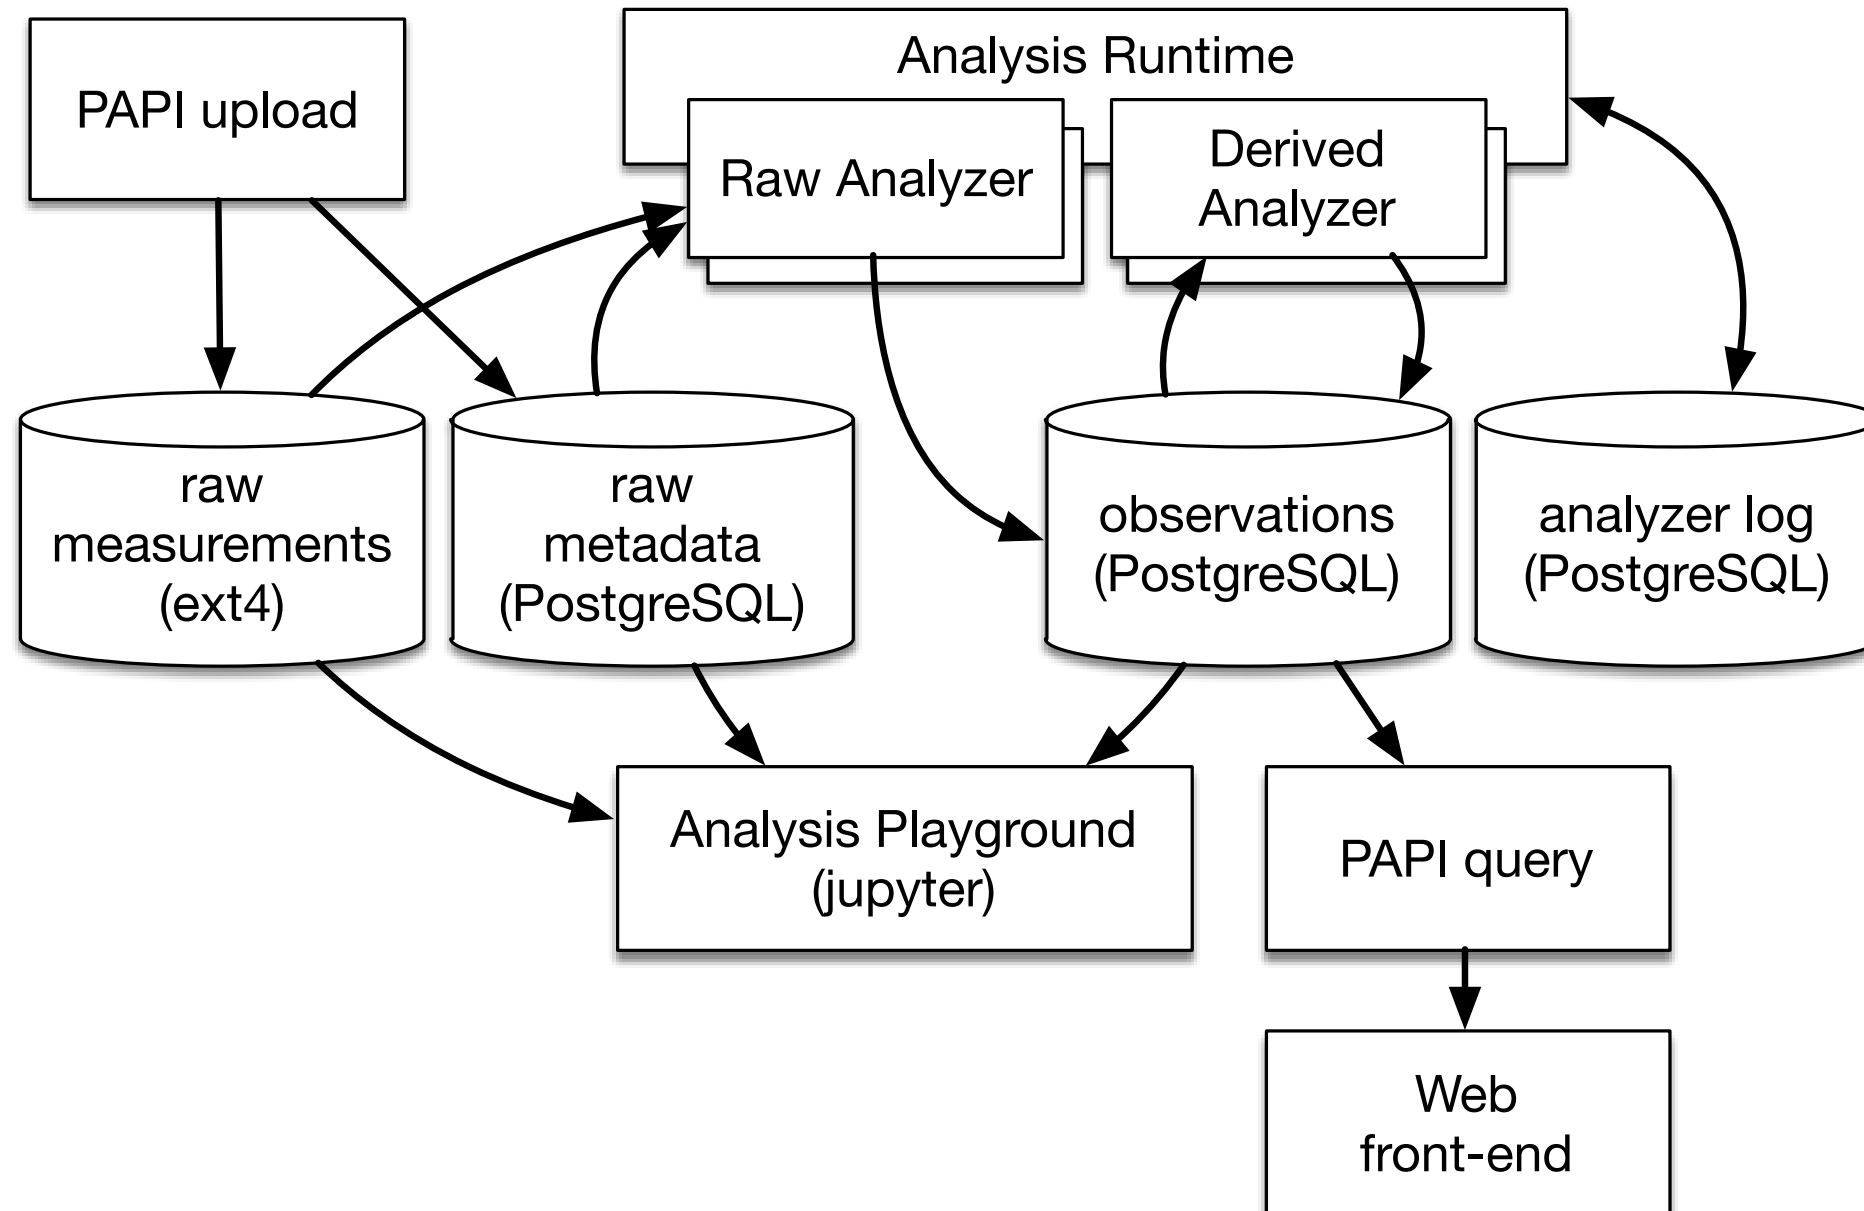 PAPI upload
Analysis Runtime
Raw Analyzer
Derived
Analyzer
raw
measurements
(ext4)
raw
metadata
(PostgreSQL)
observations
(PostgreSQL)
analyzer log
(PostgreSQL)
Analysis Playground
(jupyter)
PAPI query
Web
front-end